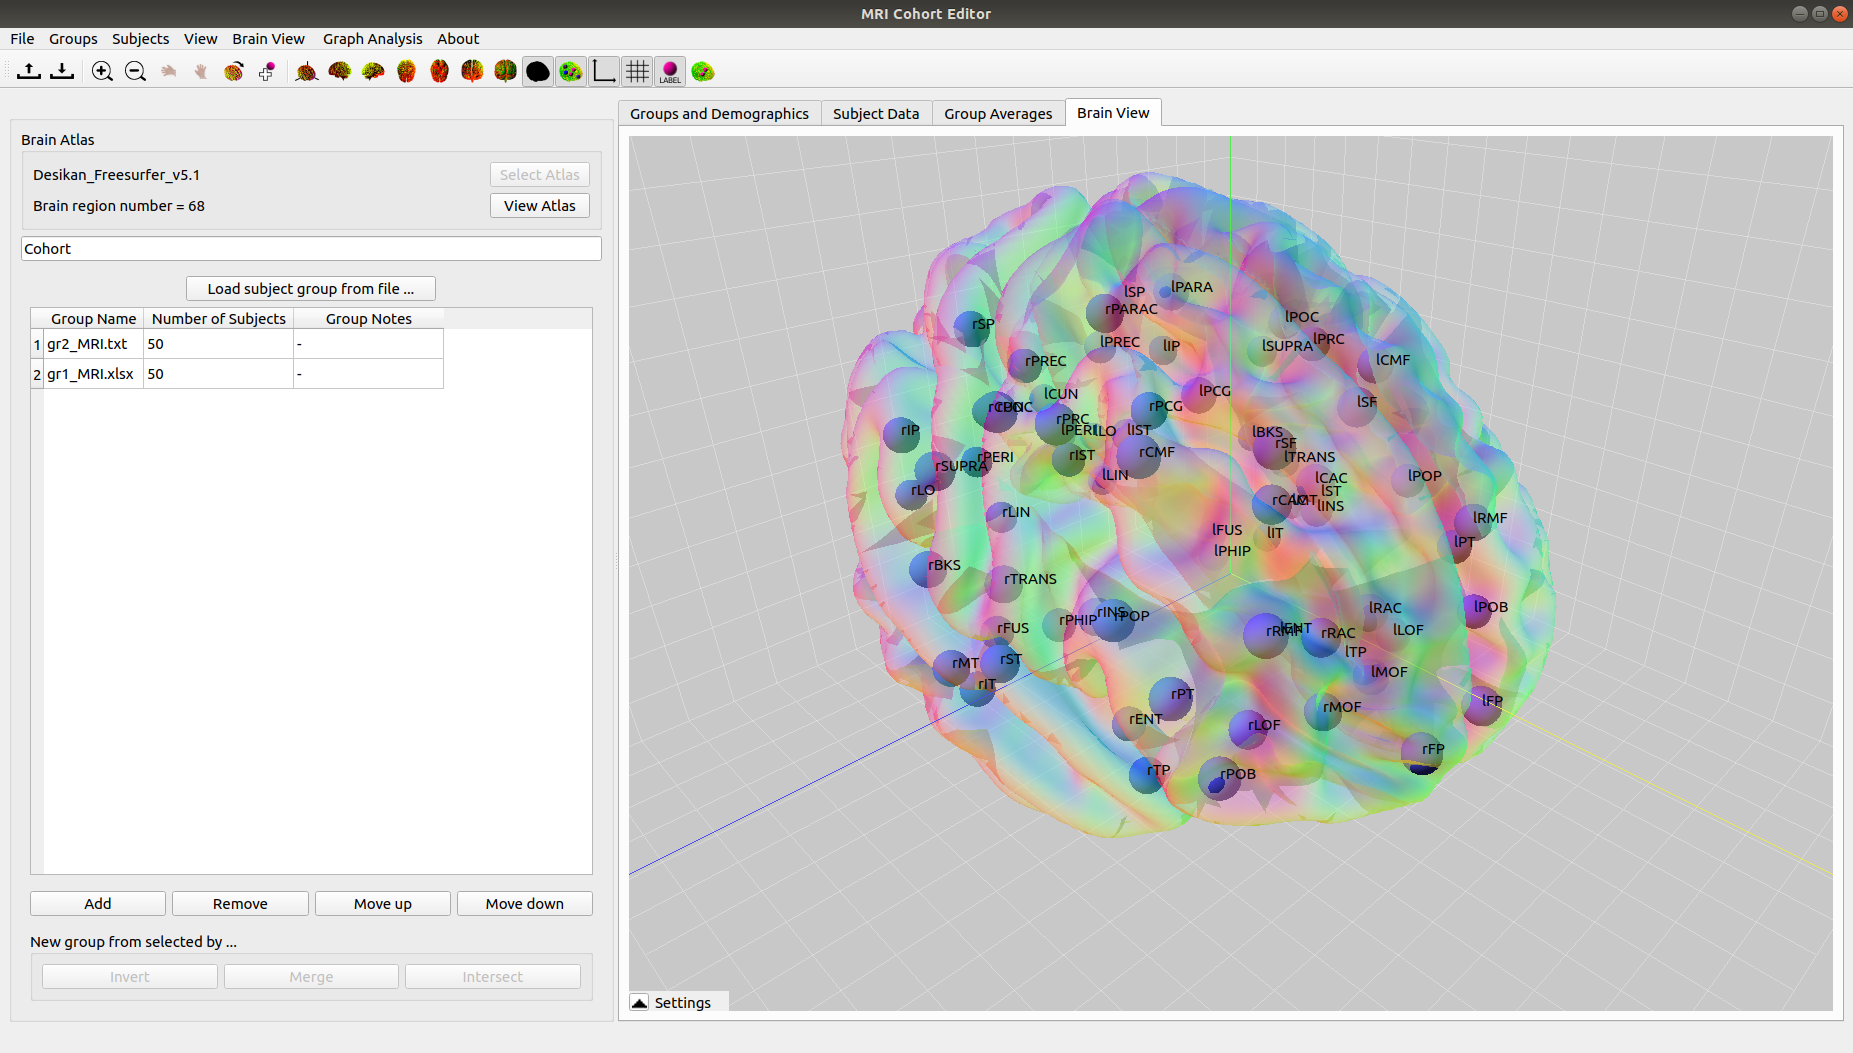 MRI Cohort Editor
File Groups Subjects View Brain View Graph Analysis About
LABEL
Groups and Demographics Subject Data Group Averages Brain View
Brain Atlas
Desikan_Freesurfer_v5.1 Select Atlas
Brain region number = 68 View Atlas
Cohort
Load subject group from file ...
Group Name Number of Subjects Group Notes
1 gr2_MRI.txt 50 -
2 gr1_MRI.xlsx 50 -
Add Remove Move up Move down
New group from selected by ...
Invert Merge Intersect
lSP lPARA
rPARAC
rSP lPOC
lPREC lIP lSUPRA lPRC
rPREC lCMF
lCUN lPCG
rPCG lSF
rPRC
rIP lPERI lLO lIST lBKS
rSF
rSUPRA rPERI rIST rCMF lTRANS
lLIN lCAC lPOP
rLO lST
lINS
rLIN lFUS lIT lRMF
lPHIP lPT
rBKS rTRANS
lRAC lPOB
rFUS rPHIP rINS rPOP
rRMF lENT rRAC lLOF
rMT rST lTP
rIT lMOF
rPT lFP
rENT rLOF rMOF
rTP rPOB rFP
Settings